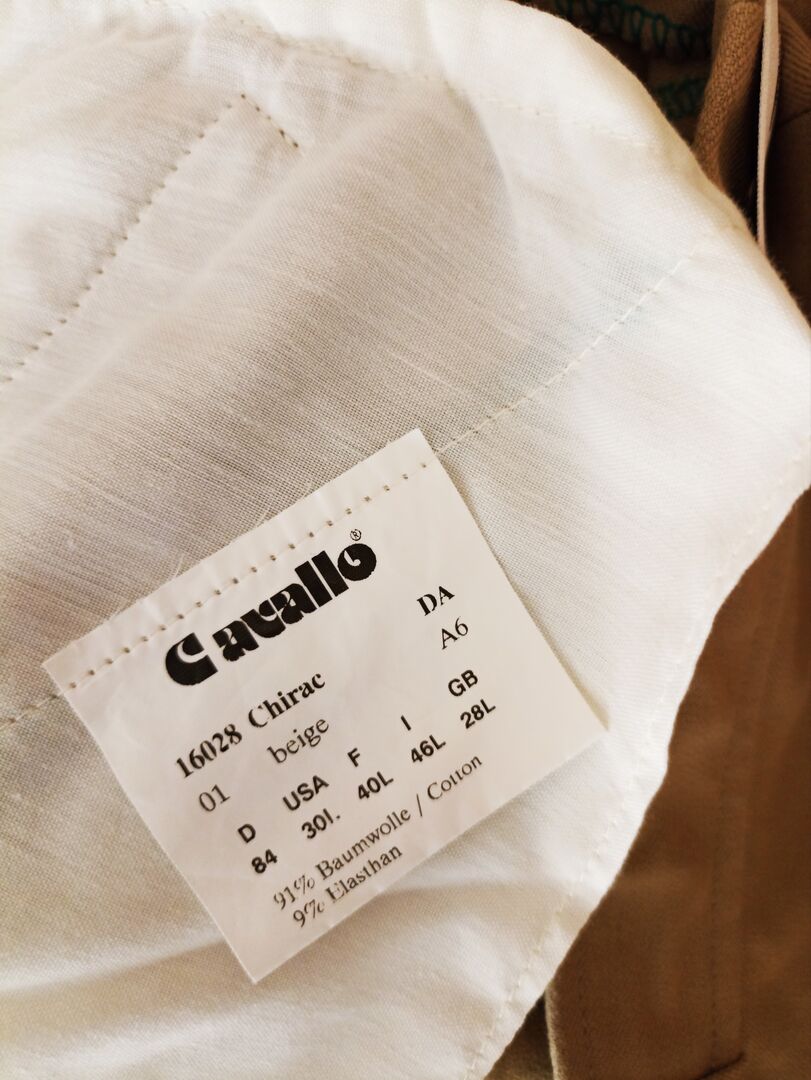 Cavallo®
DA
16028 Chirac
A6
01 beige
D USA F I GB
84 30L 40L 46L 28L
91% Baumwolle / Cotton
9% Elasthan